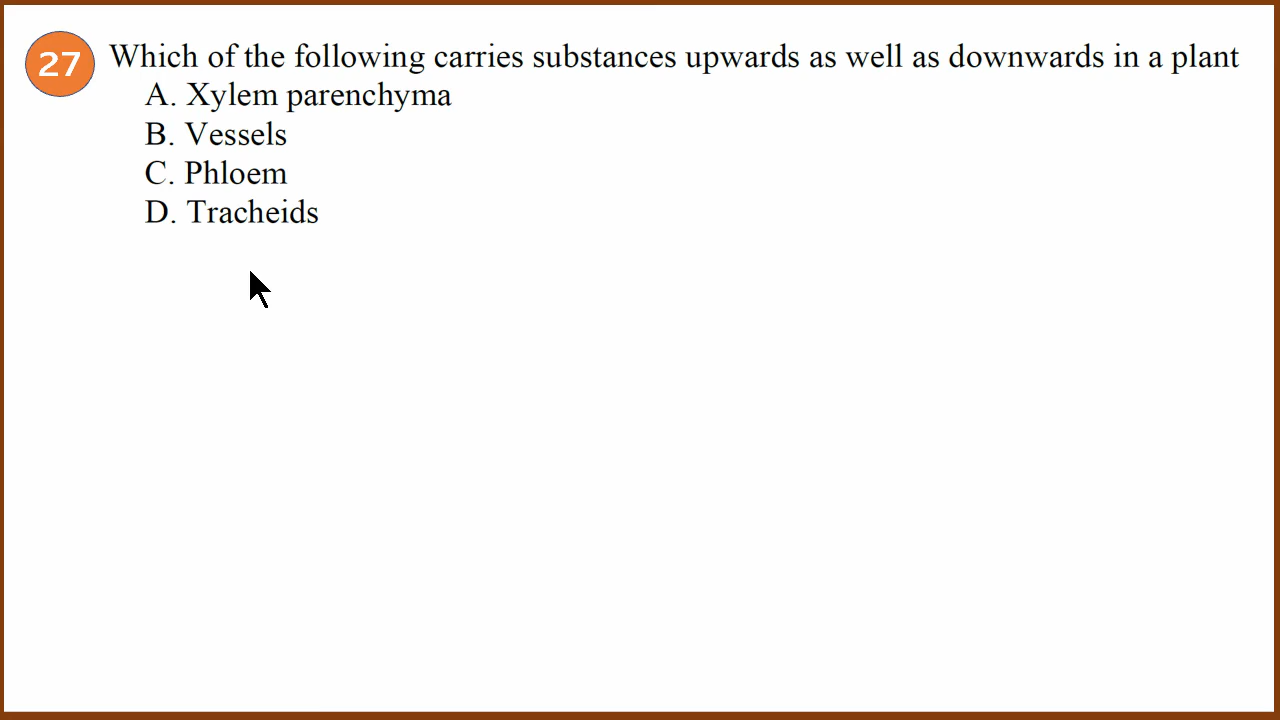 27 Which of the following carries substances upwards as well as downwards in a plant
A. Xylem parenchyma
B. Vessels
C. Phloem
D. Tracheids